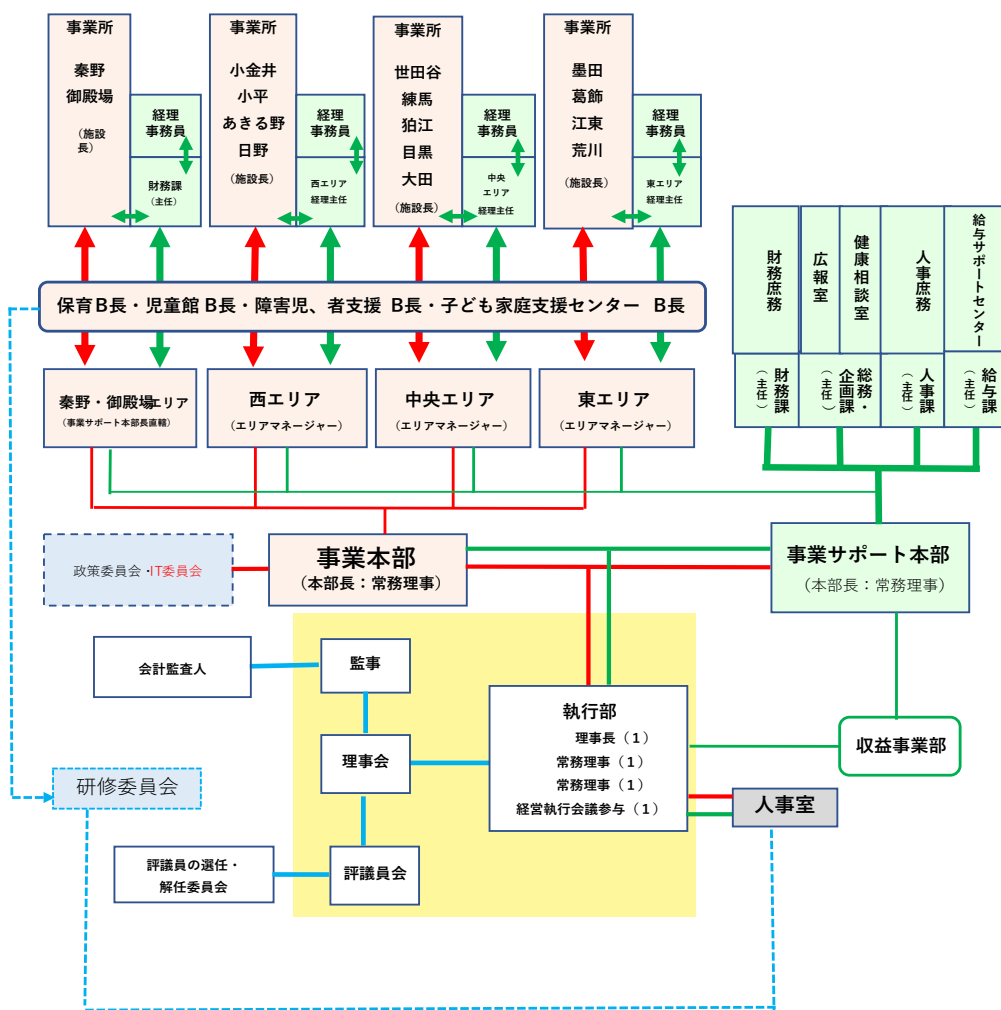 事業所
秦野
御殿場
(施設
長)
経理
事務員
財務課
(主任)
事業所
小金井
小平
あきる野
日野
(施設長)
経理
事務員
西エリア
経理主任
事業所
世田谷
練馬
狛江
目黒
大田
(施設長)
経理
事務員
中央
エリア
経理主任
事業所
墨田
葛飾
江東
荒川
(施設長)
経理
事務員
東エリア
経理主任
財務庶務
広報室
健康相談室
人事庶務
給与サポートセンター
財務課
(主任)
総務・
企画課
(主任)
人事課
(主任)
給与課
(主任)
保育B長・児童館 B長・障害児、者支援 B長・子ども家庭支援センター B長
秦野・御殿場エリア
(事業サポート本部長直轄)
西エリア
(エリアマネージャー)
中央エリア
(エリアマネージャー)
東エリア
(エリアマネージャー)
政策委員会・IT委員会
事業本部
(本部長:常務理事)
事業サポート本部
(本部長:常務理事)
会計監査人
監事
理事会
評議員会
評議員の選任・
解任委員会
執行部
理事長(1)
常務理事(1)
常務理事(1)
経営執行会議参与(1)
収益事業部
人事室
研修委員会